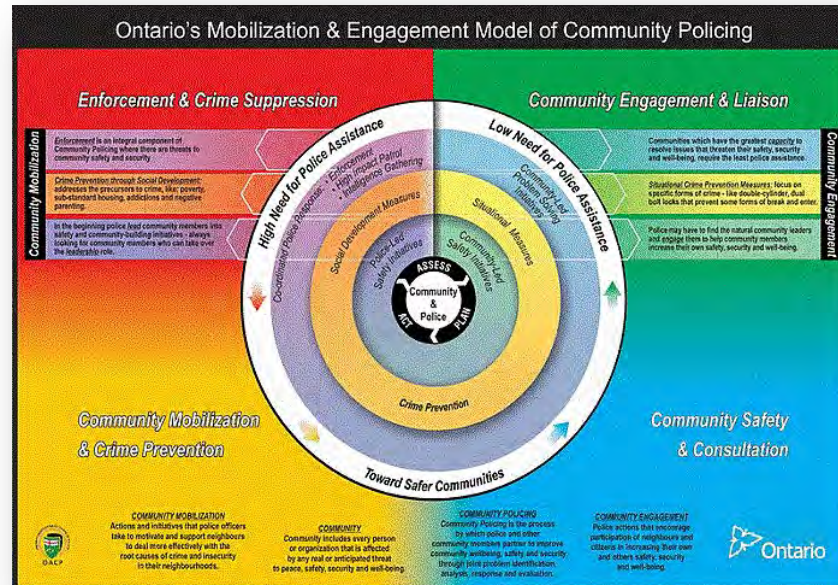 Ontario's Mobilization & Engagement Model of Community Policing
Enforcement & Crime Suppression
Community Engagement & Liaison
Community Mobilization
Enforcement is an integral component of
Community Policing where there are threats to
community safety and security
Crime Prevention through Social Development:
addresses the precursors to crime, like: poverty,
sub-standard housing, addictions and negative
parenting.
In the beginning police lead community members into
safety and community-building initiatives - always
looking for community members who can take over
the leadership role.
High Need for Police Assistance
Co-ordinated Police Response:
• Enforcement
• High Impact Patrol
• Intelligence Gathering
Social Development Measures
Police-Led
Safety Initiatives
Low Need for Police Assistance
Community-Led
Problem Solving
Initiatives
Situational Measures
Community-Led
Safety Initiatives
ASSESS
PLAN
ACT
Community
&
Police
Crime Prevention
Toward Safer Communities
Communities which have the greatest capacity to
resolve issues that threaten their safety, security
and well-being, require the least police assistance.
Situational Crime Prevention Measures: focus on
specific forms of crime - like double-cylinder, dual
bolt locks that prevent some forms of break and enter.
Police may have to find the natural community leaders
and engage them to help community members
increase their own safety, security and well-being.
Community Engagement
Community Mobilization
& Crime Prevention
Community Safety
& Consultation
OACP
COMMUNITY MOBILIZATION
Actions and initiatives that police officers
take to motivate and support neighbours
to deal more effectively with the
root causes of crime and insecurity
in their neighbourhoods.
COMMUNITY
Community includes every person
or organization that is affected
by any real or anticipated threat
to peace, safety, security and well-being.
COMMUNITY POLICING
Community Policing is the process
by which police and other
community members partner to improve
community wellbeing, safety and security
through joint problem identification,
analysis, response and evaluation.
COMMUNITY ENGAGEMENT
Police actions that encourage
participation of neighbours and
citizens in increasing their own
and others safety, security
and well-being.
Ontario